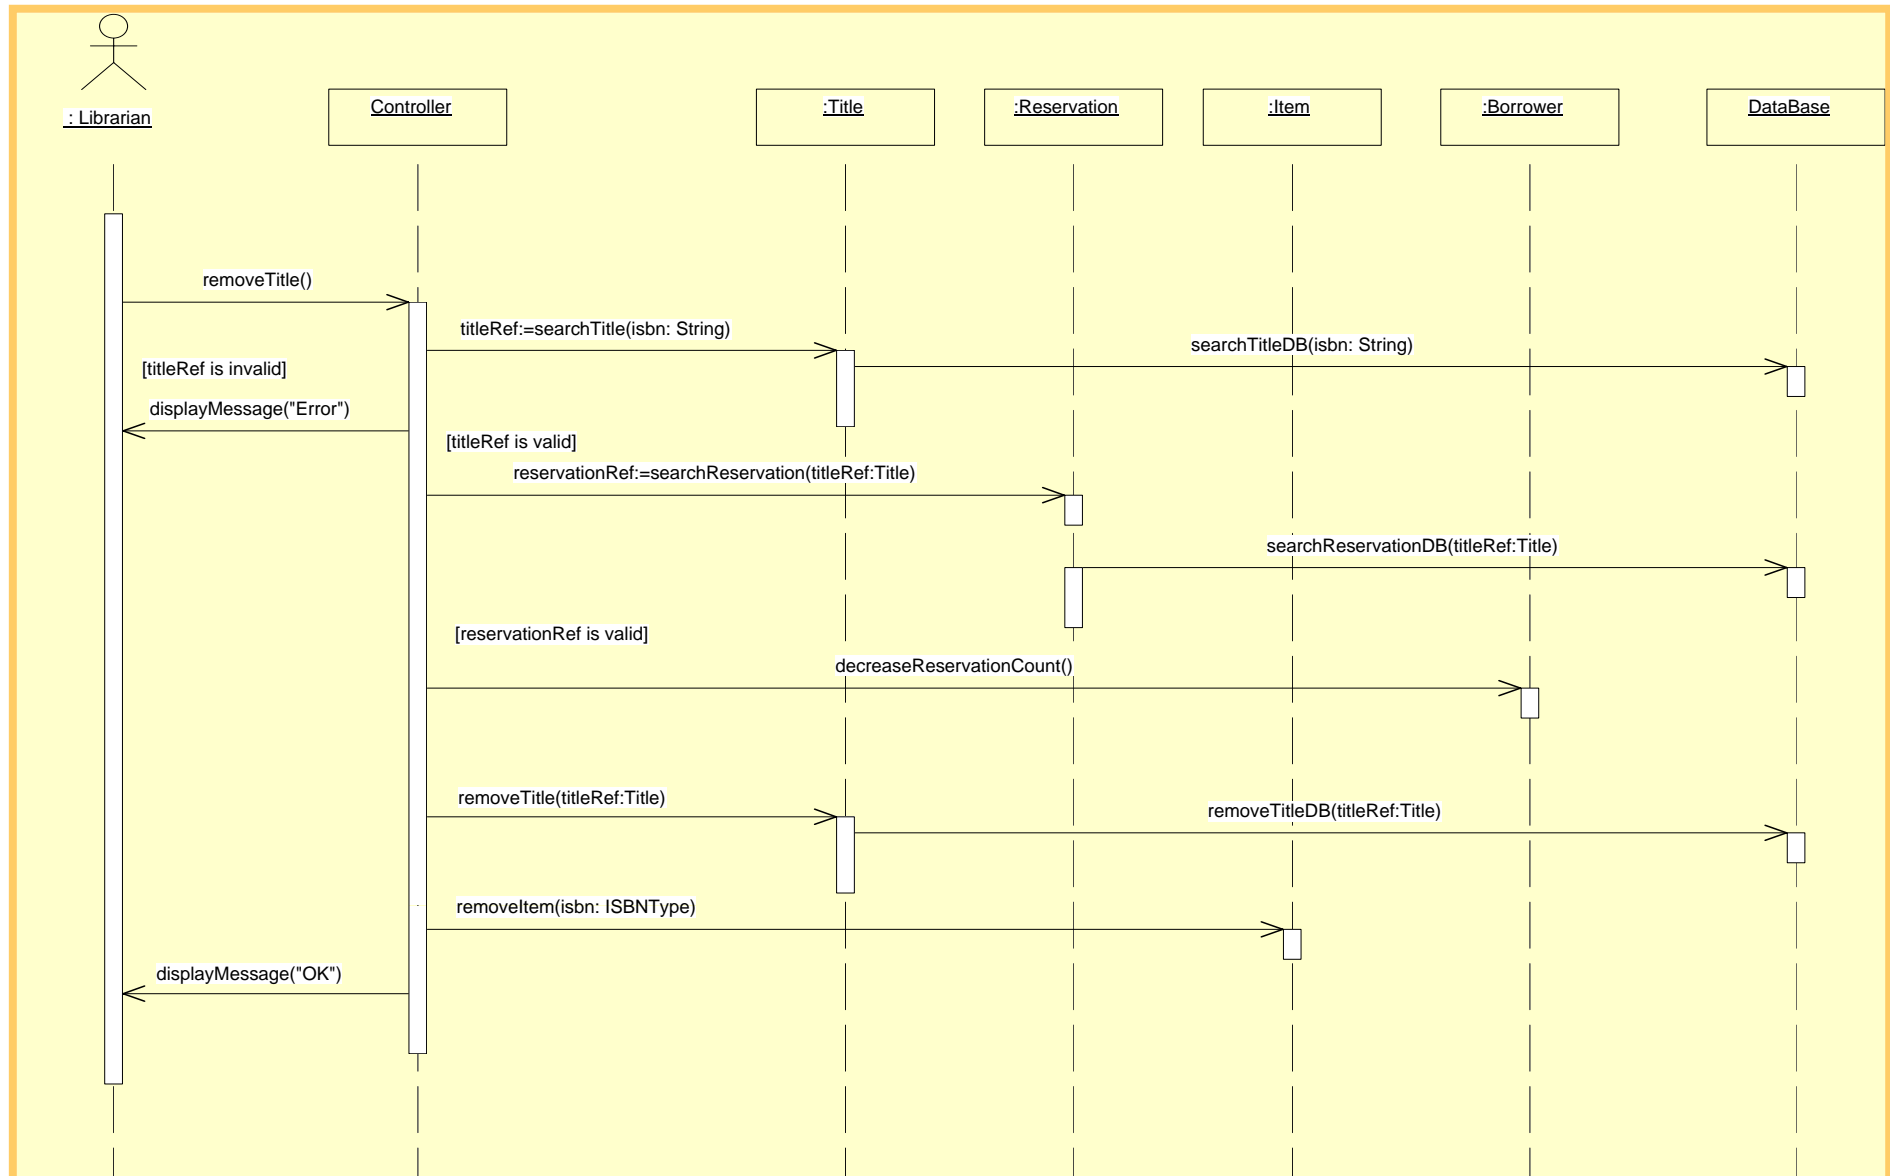 : Librarian
Controller
:Title
:Reservation
:Item
:Borrower
DataBase
removeTitle()
titleRef:=searchTitle(isbn: String)
searchTitleDB(isbn: String)
[titleRef is invalid]
displayMessage("Error")
[titleRef is valid]
reservationRef:=searchReservation(titleRef:Title)
searchReservationDB(titleRef:Title)
[reservationRef is valid]
decreaseReservationCount()
removeTitle(titleRef:Title)
removeTitleDB(titleRef:Title)
removeItem(isbn: ISBNType)
displayMessage("OK")